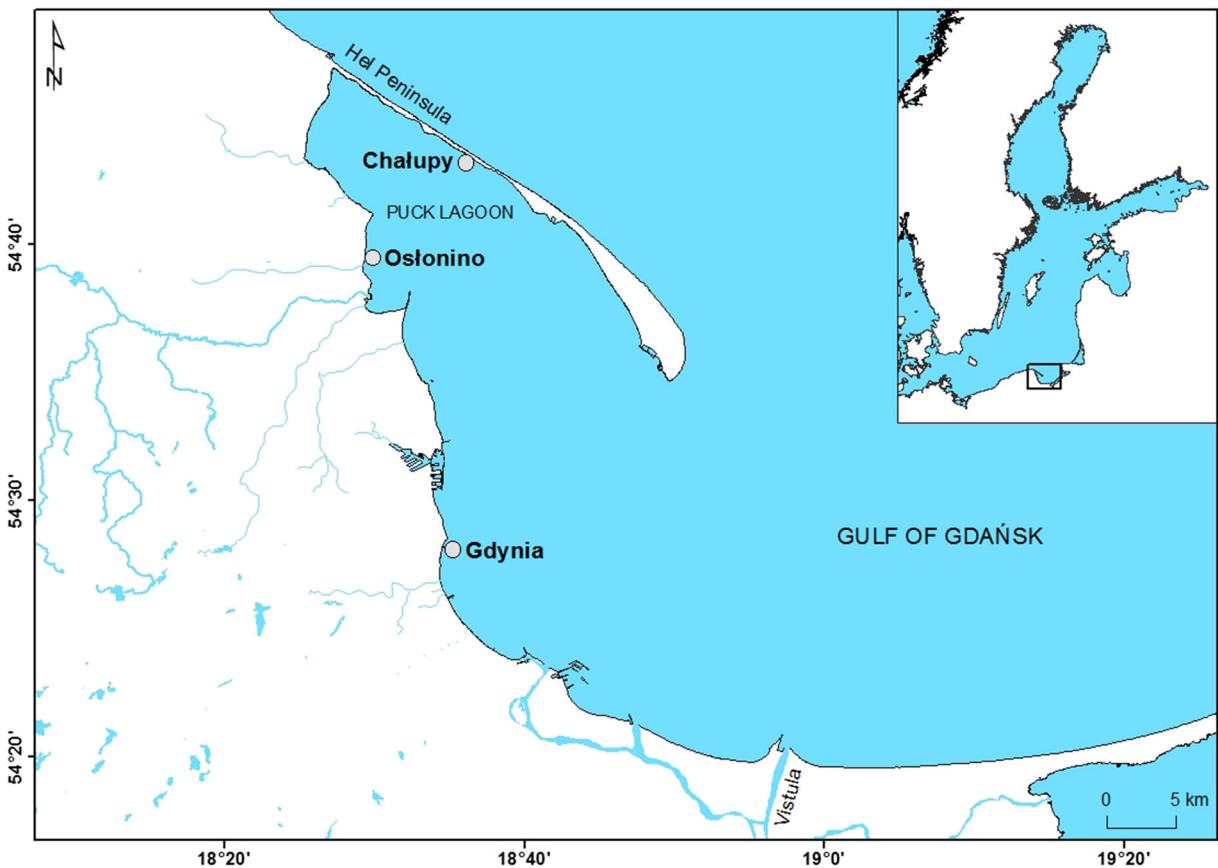 N
Hel Peninsula
Chałupy
PUCK LAGOON
Osłonino
Gdynia
GULF OF GDAŃSK
Vistula
0 5 km
54°40'
54°30'
54°20'
18°20'
18°40'
19°0'
19°20'